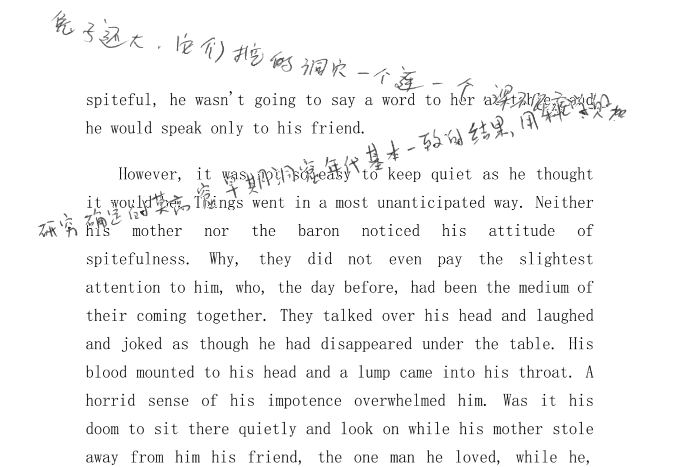 兔子还大，它们挖的洞穴一个连一个
spiteful, he wasn't going to say a word to her at the end
he would speak only to his friend.
研究确定的莫高窟早期洞窟年代基本一致的结果，用
However, it was not so easy to keep quiet as he thought
it would be. Things went in a most unanticipated way. Neither
his mother nor the baron noticed his attitude of
spitefulness. Why, they did not even pay the slightest
attention to him, who, the day before, had been the medium of
their coming together. They talked over his head and laughed
and joked as though he had disappeared under the table. His
blood mounted to his head and a lump came into his throat. A
horrid sense of his impotence overwhelmed him. Was it his
doom to sit there quietly and look on while his mother stole
away from him his friend, the one man he loved, while he,